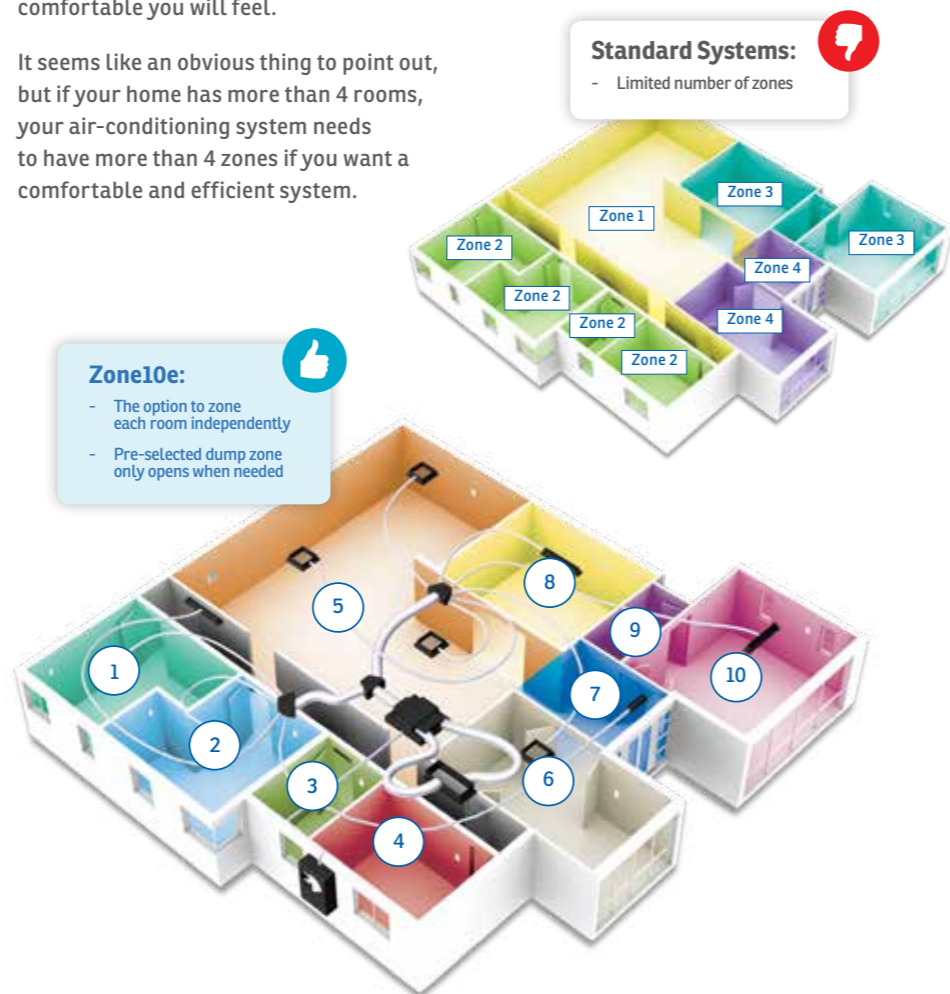 comfortable you will feel.
It seems like an obvious thing to point out,
but if your home has more than 4 rooms,
your air-conditioning system needs
to have more than 4 zones if you want a
comfortable and efficient system.
Standard Systems:
- Limited number of zones
Zone 1
Zone 3
Zone 3
Zone 2
Zone 4
Zone 2
Zone 4
Zone 2
Zone 2
Zone10e:
- The option to zone
each room independently
- Pre-selected dump zone
only opens when needed
1
2
3
4
5
6
7
8
9
10